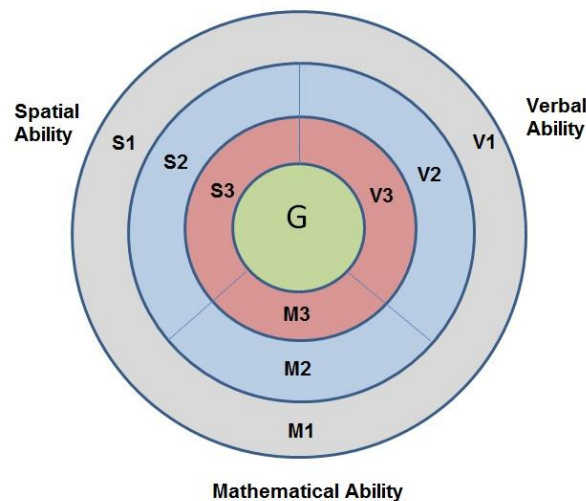 Spatial
Ability
Verbal
Ability
S1
V1
S2
V2
S3
V3
G
M3
M2
M1
Mathematical Ability